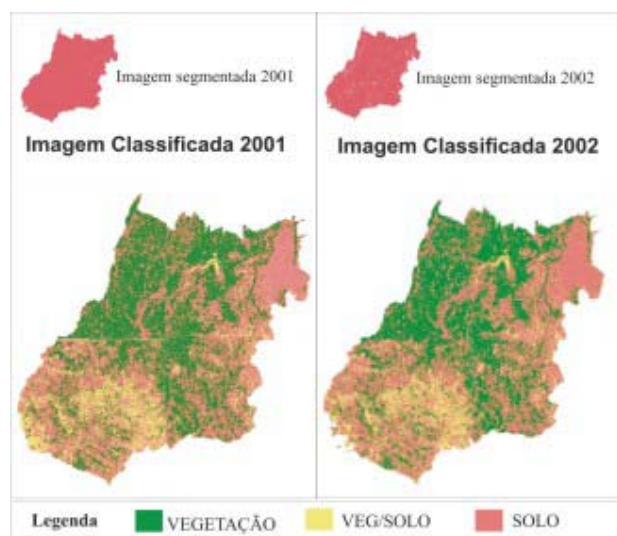 Imagem segmentada 2001
Imagem Classificada 2001
Imagem segmentada 2002
Imagem Classificada 2002
Legenda
VEGETAÇÃO
VEG/SOLO
SOLO